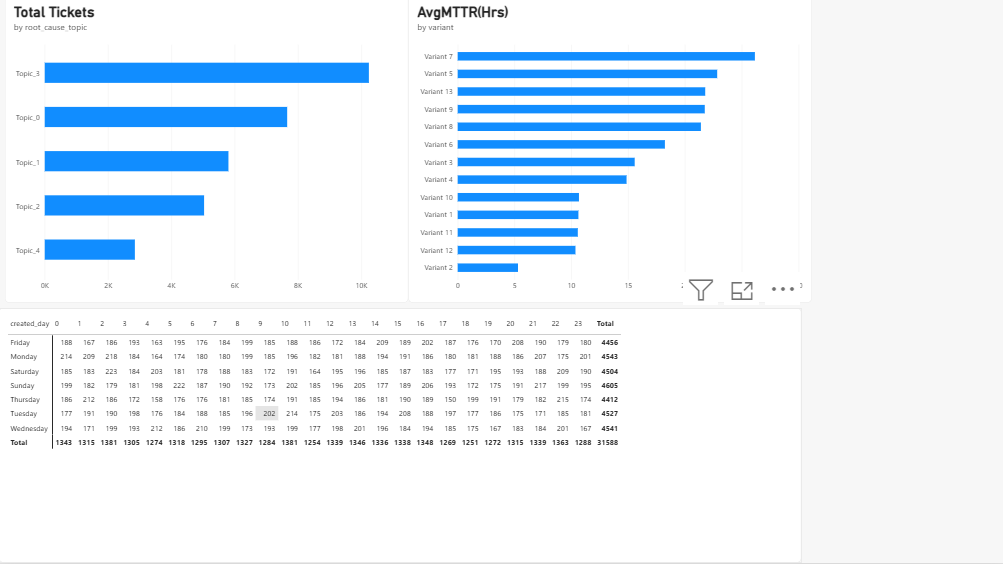 Total Tickets
by root_cause_topic
Topic_3
Topic_0
Topic_1
Topic_2
Topic_4
0K 2K 4K 6K 8K 10K
AvgMTTR(Hrs)
by variant
Variant 7
Variant 5
Variant 13
Variant 9
Variant 8
Variant 6
Variant 3
Variant 4
Variant 10
Variant 1
Variant 11
Variant 12
Variant 2
0 5 10 15
created_day 0 1 2 3 4 5 6 7 8 9 10 11 12 13 14 15 16 17 18 19 20 21 22 23 Total
Friday 188 167 186 193 163 195 176 184 199 185 188 186 172 184 209 189 202 187 176 170 208 190 179 180 4456
Monday 214 209 218 184 164 174 180 180 199 185 196 182 181 188 194 191 186 180 181 188 186 207 175 201 4543
Saturday 185 183 223 184 203 181 178 188 183 172 191 164 195 196 185 187 183 177 171 195 193 188 209 190 4504
Sunday 199 182 179 181 198 222 187 190 192 173 202 185 196 205 177 189 206 193 172 175 291 217 199 195 4605
Thursday 186 212 186 172 158 176 176 181 185 174 191 185 194 186 181 190 189 150 199 191 179 182 215 174 4412
Tuesday 177 191 190 198 176 184 188 185 196 202 214 175 203 186 194 208 188 197 177 186 175 171 185 181 4527
Wednesday 194 171 199 193 212 186 210 199 173 193 199 177 198 201 196 184 194 185 175 167 183 184 201 167 4541
Total 1343 1315 1381 1305 1274 1318 1295 1307 1327 1284 1381 1254 1339 1346 1336 1338 1348 1269 1251 1272 1315 1339 1363 1288 31588